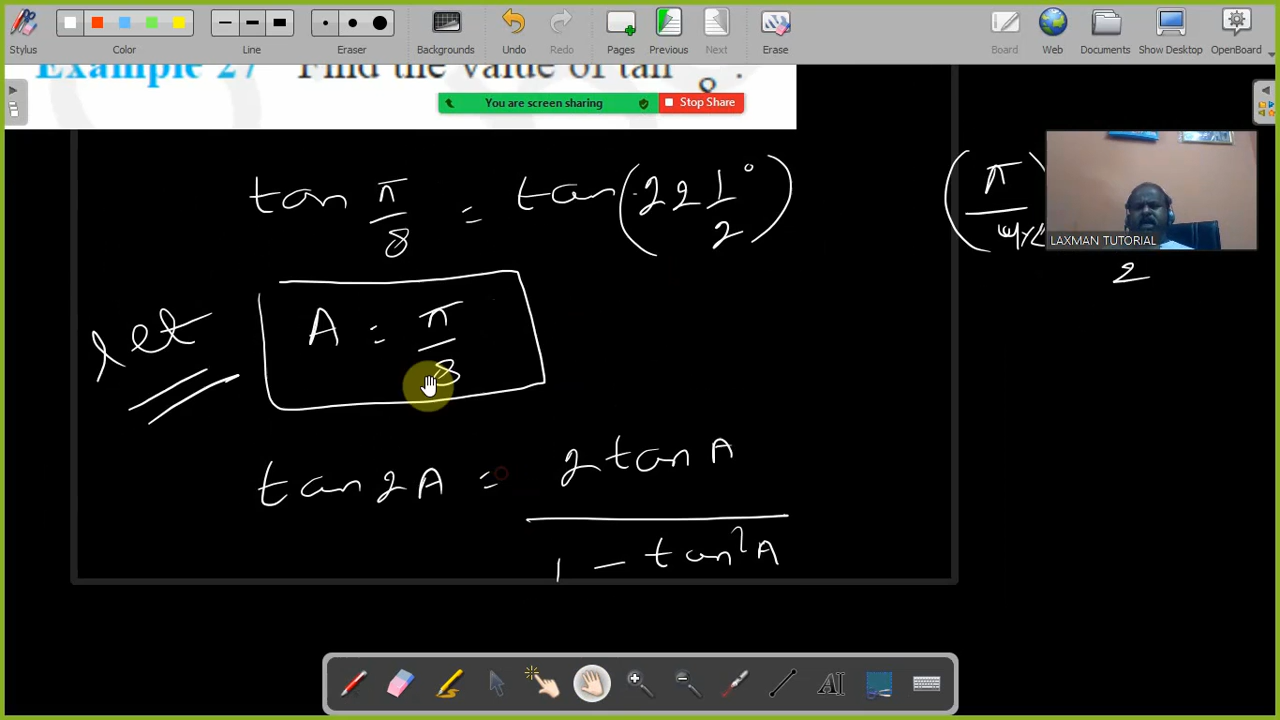 Stylus Color Line Eraser Backgrounds Undo Redo Pages Previous Next Erase Board Web Documents Show Desktop OpenBoard
Example 27 Find the value of tan π/8.
You are screen sharing Stop Share
tan π/8 = tan(22 1/2°)
(π
2
LAXMAN TUTORIAL
let A = π/8
tan 2A = 2 tan A / 1 - tan²A
AI